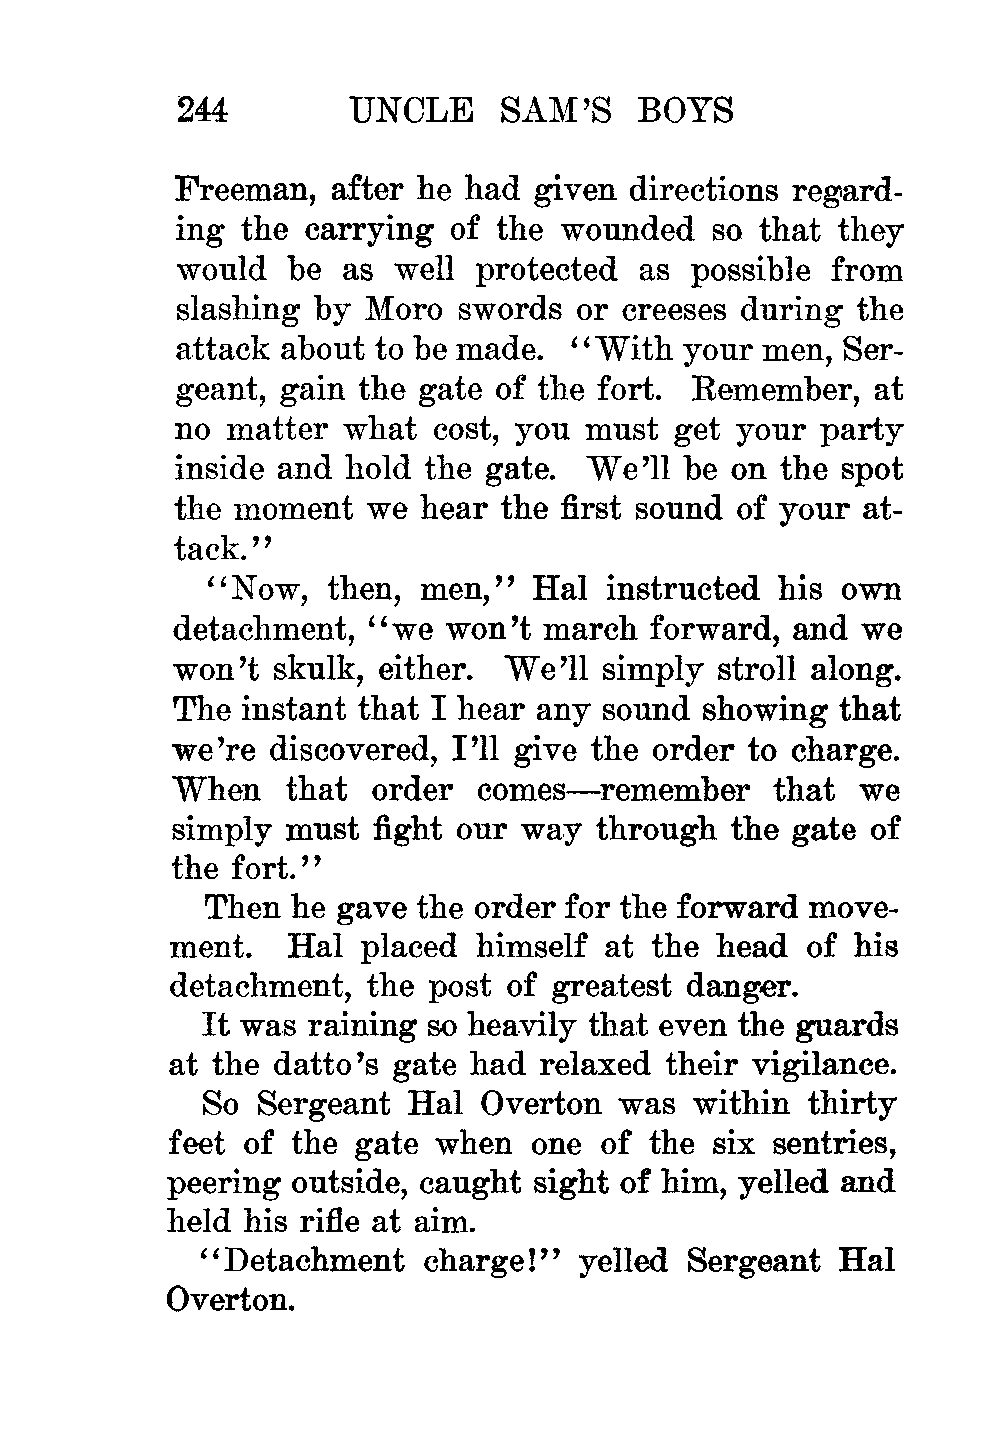 244 UNCLE SAM'S BOYS
Freeman, after he had given directions regard-
ing the carrying of the wounded so that they
would be as well protected as possible from
slashing by Moro swords or creeses during the
attack about to be made. "With your men, Ser-
geant, gain the gate of the fort. Remember, at
no matter what cost, you must get your party
inside and hold the gate. We'll be on the spot
the moment we hear the first sound of your at-
tack."
"Now, then, men," Hal instructed his own
detachment, "we won't march forward, and we
won't skulk, either. We'll simply stroll along.
The instant that I hear any sound showing that
we're discovered, I'll give the order to charge.
When that order comes—remember that we
simply must fight our way through the gate of
the fort."
Then he gave the order for the forward move-
ment. Hal placed himself at the head of his
detachment, the post of greatest danger.
It was raining so heavily that even the guards
at the datto's gate had relaxed their vigilance.
So Sergeant Hal Overton was within thirty
feet of the gate when one of the six sentries,
peering outside, caught sight of him, yelled and
held his rifle at aim.
"Detachment charge!" yelled Sergeant Hal
Overton.